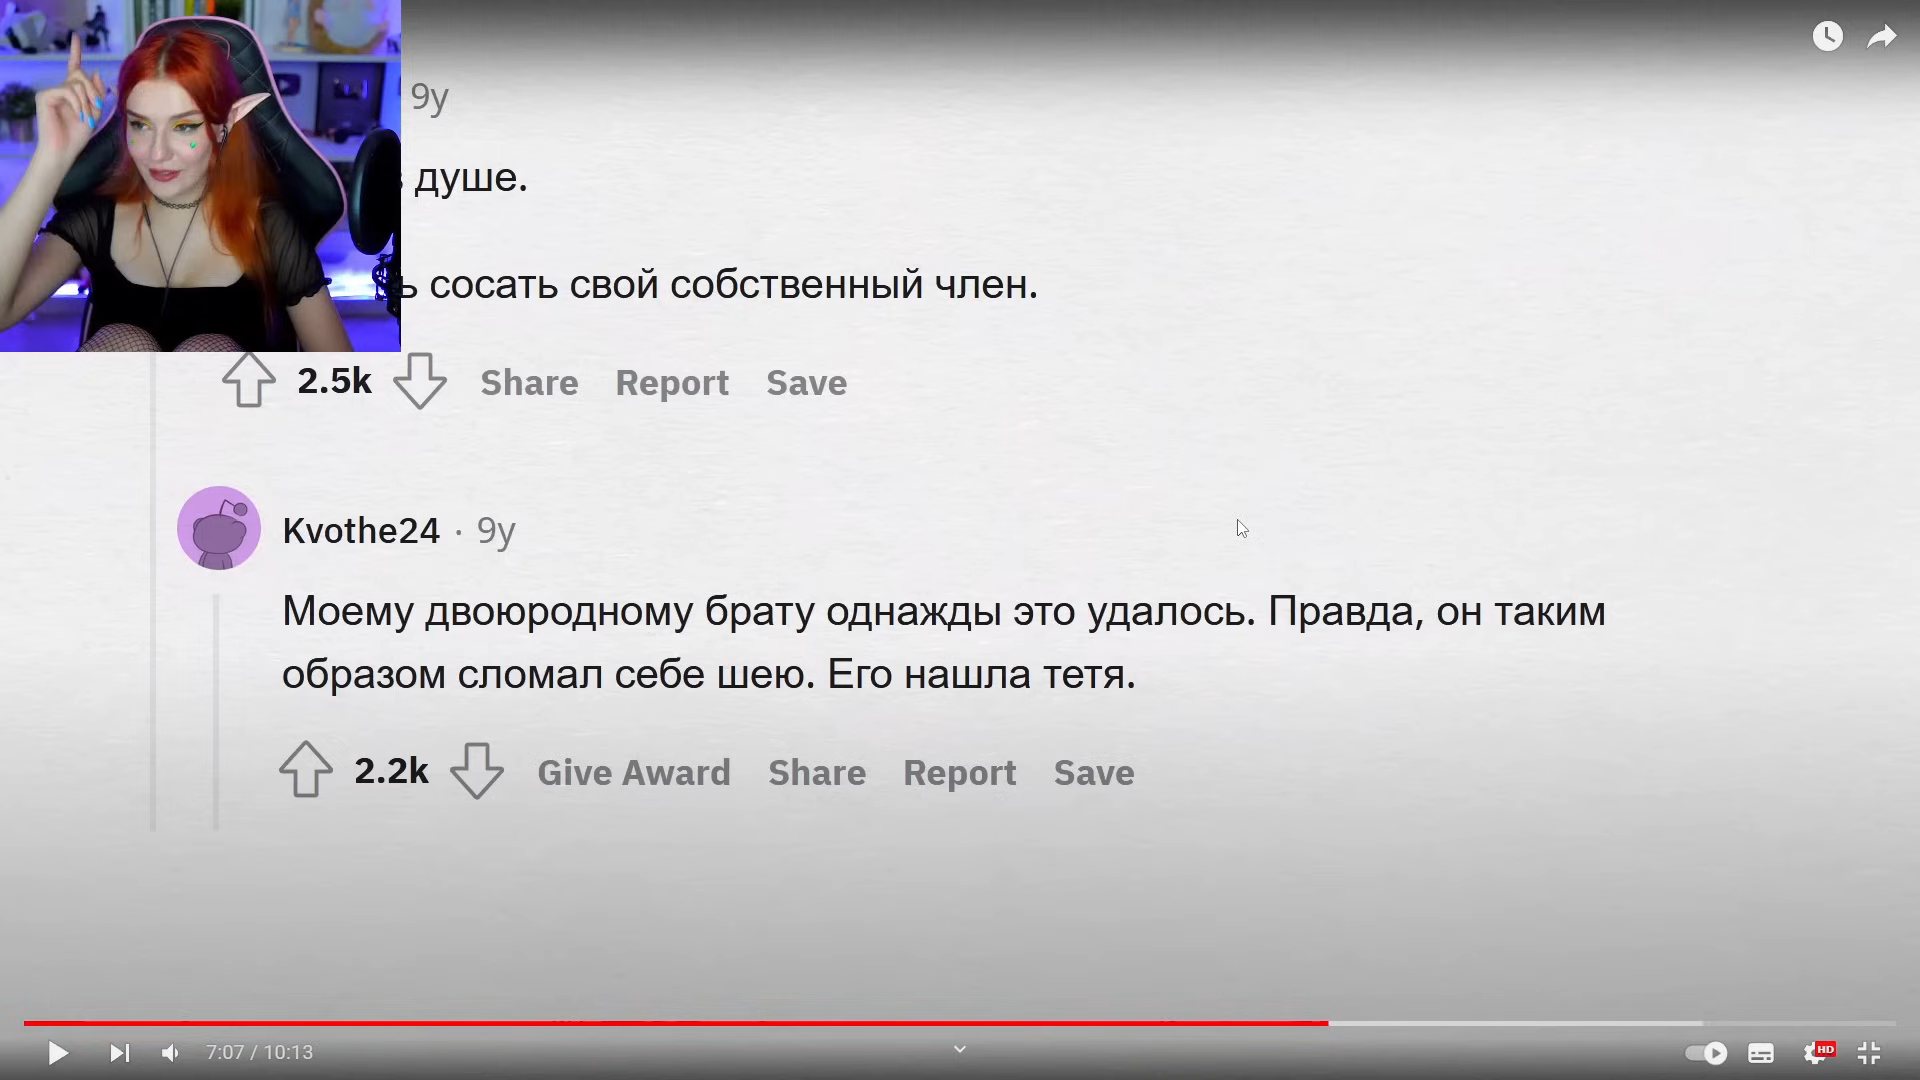 9y
душе.
ь сосать свой собственный член.
2.5k Share Report Save
Kvothe24 · 9y
Моему двоюродному брату однажды это удалось. Правда, он таким
образом сломал себе шею. Его нашла тетя.
2.2k Give Award Share Report Save
7:07 / 10:13
HD